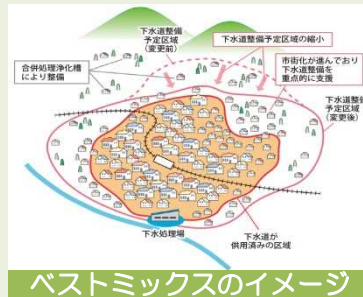 下水道整備
予定区域
(変更前)
下水道整備予定区域の縮小
合併処理浄化槽
により整備
市街化が進んでおり
下水道整備を
重点的に支援
下水道整備
予定区域
(変更後)
下水処理場
下水道が
供用済みの区域
ベストミックスのイメージ